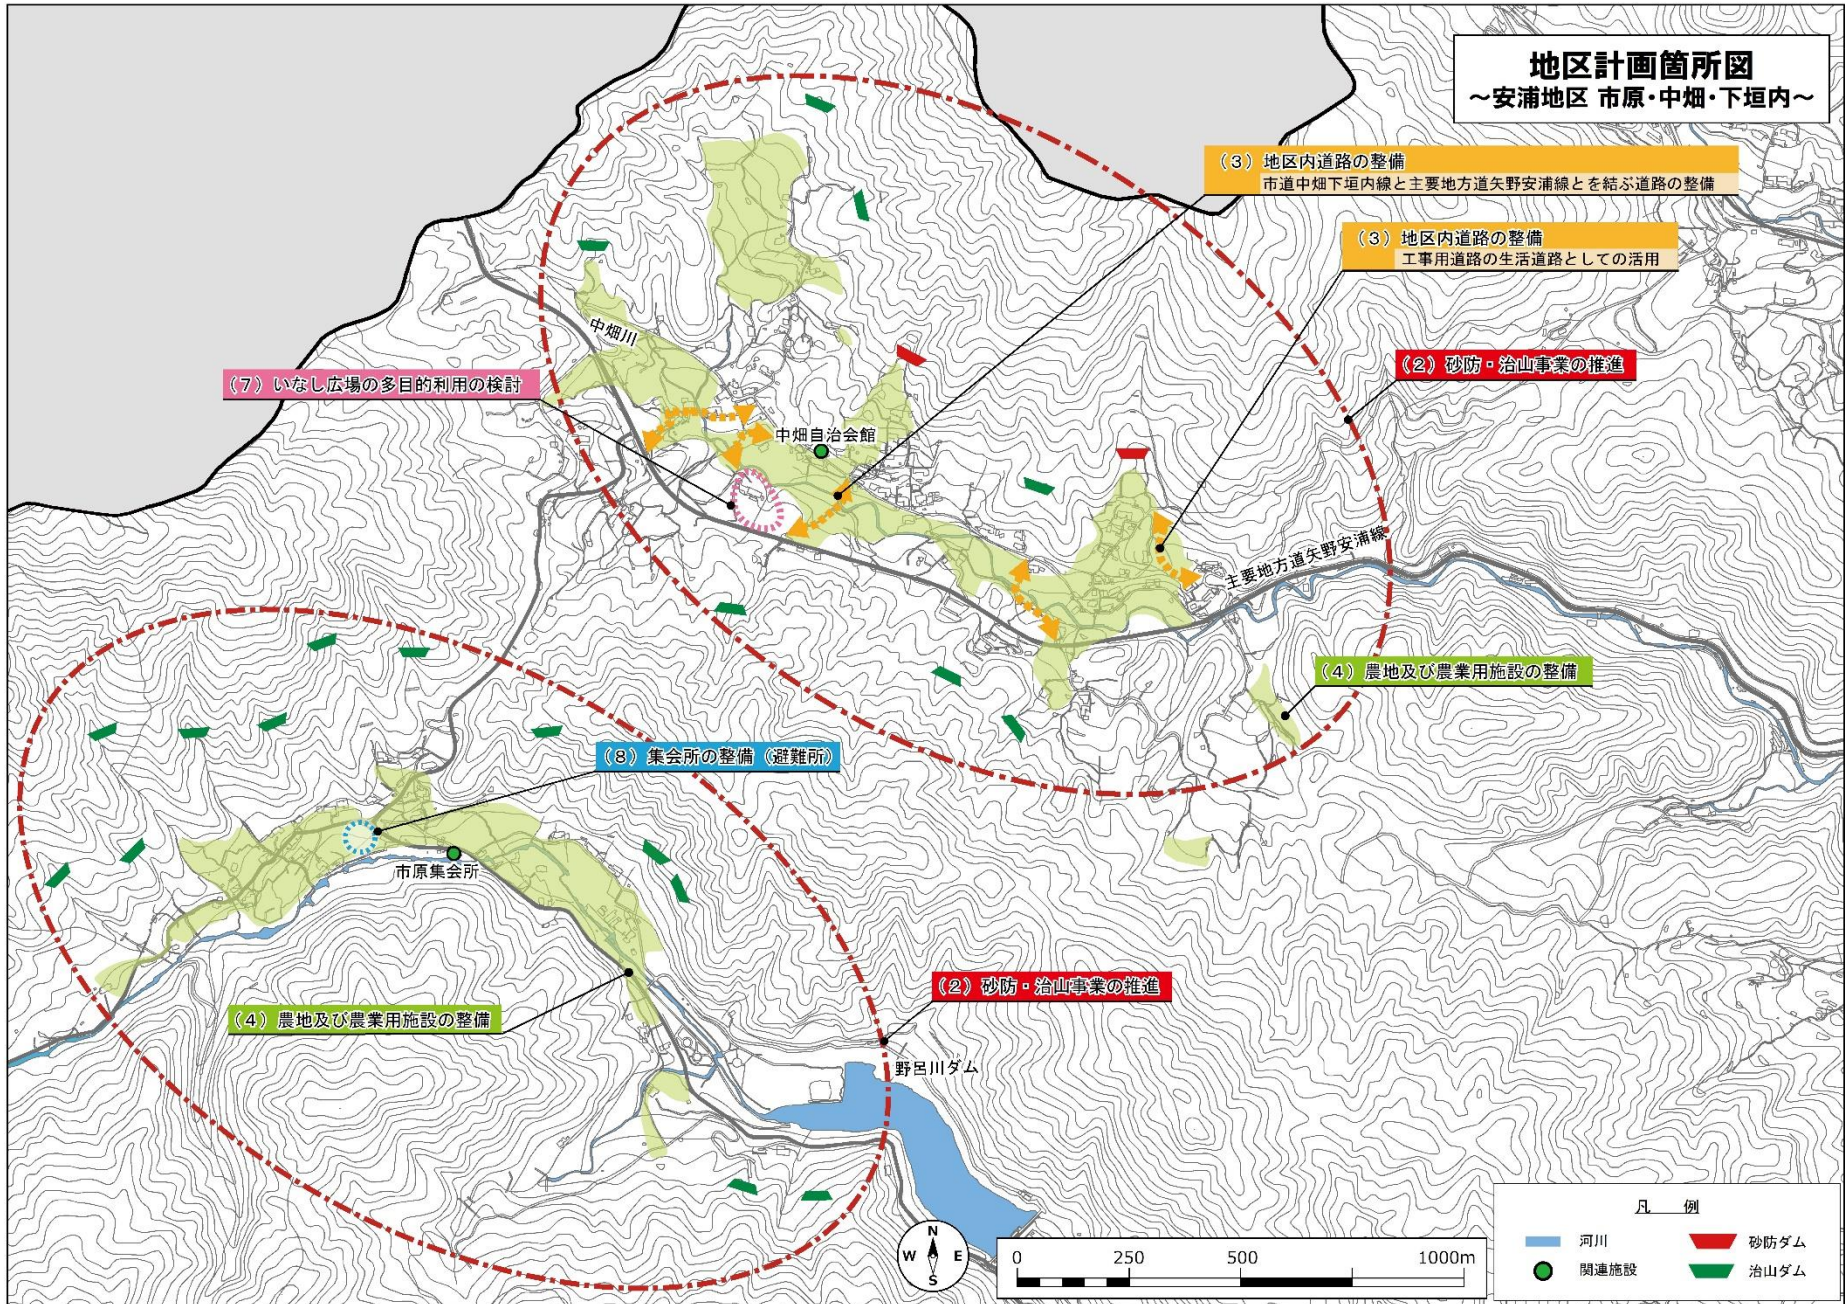 地区計画箇所図
～安浦地区 市原・中畑・下垣内～
（３）地区内道路の整備
市道中畑下垣内線と主要地方道矢野安浦線とを結ぶ道路の整備
（３）地区内道路の整備
工事用道路の生活道路としての活用
中畑川
（２）砂防・治山事業の推進
（７）いなし広場の多目的利用の検討
中畑自治会館
主要地方道矢野安浦線
（４）農地及び農業用施設の整備
（８）集会所の整備（避難所）
市原集会所
（２）砂防・治山事業の推進
（４）農地及び農業用施設の整備
野呂川ダム
N
W E
S
0 250 500 1000m
凡 例
河川
砂防ダム
関連施設
治山ダム